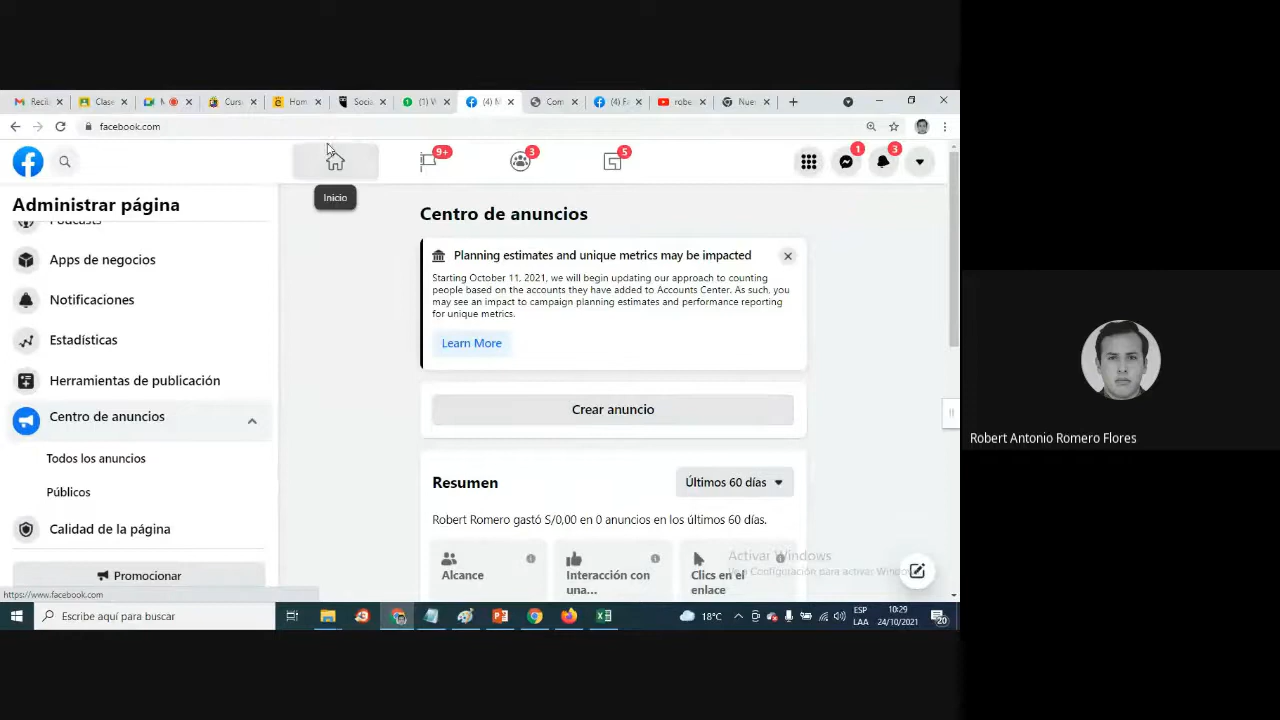 Recib
Clase
M
Curs
Hom
Socia
(1) W
(4) M
Com
(4) F
robe
Nue
facebook.com
9+
3
5
1
3
Inicio
Administrar página
Podcasts
Apps de negocios
Notificaciones
Estadísticas
Herramientas de publicación
Centro de anuncios
Todos los anuncios
Públicos
Calidad de la página
Promocionar
https://www.facebook.com
Centro de anuncios
Planning estimates and unique metrics may be impacted
Starting October 11, 2021, we will begin updating our approach to counting
people based on the accounts they have added to Accounts Center. As such, you
may see an impact to campaign planning estimates and performance reporting
for unique metrics.
Learn More
Crear anuncio
Resumen
Últimos 60 días
Robert Romero gastó S/0,00 en 0 anuncios en los últimos 60 días.
Alcance
Interacción con
una...
Clics en el
enlace
Activar Windows
Configuración para activar Windows
Escribe aquí para buscar
18°C
ESP
LAA
10:29
24/10/2021
20
Robert Antonio Romero Flores